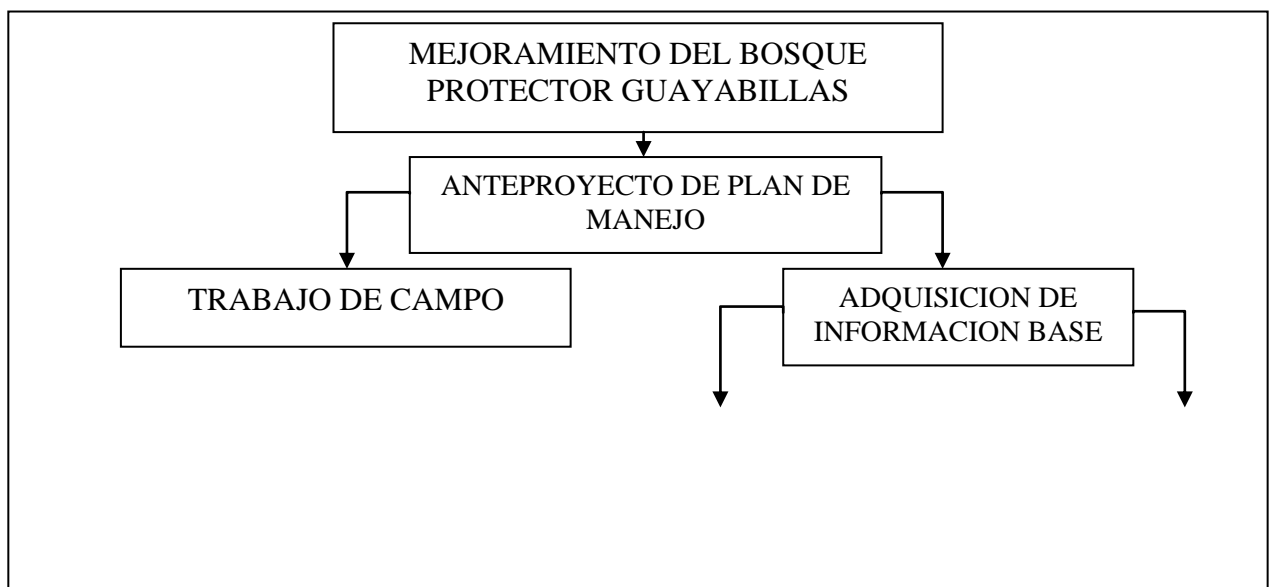 MEJORAMIENTO DEL BOSQUE
PROTECTOR GUAYABILLAS
ANTEPROYECTO DE PLAN DE
MANEJO
TRABAJO DE CAMPO
ADQUISICION DE
INFORMACION BASE